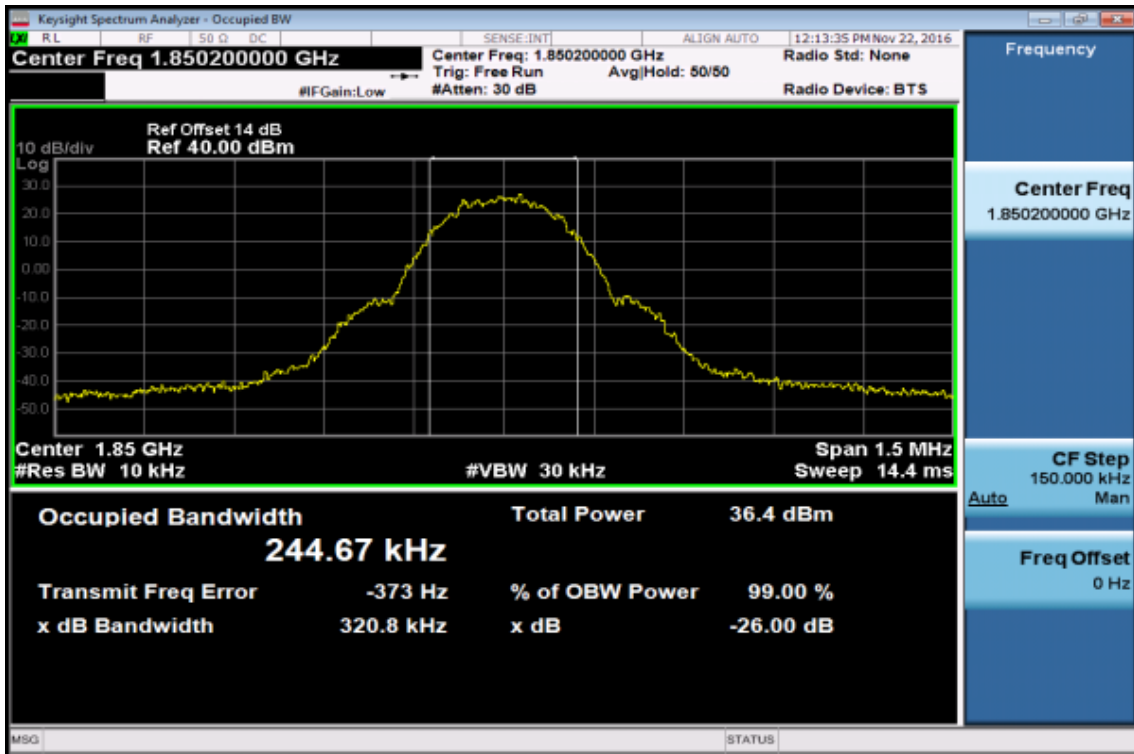 Keysight Spectrum Analyzer - Occupied BW
LXI RL RF 50 Ω DC SENSE:INT ALIGN AUTO 12:13:35 PM Nov 22, 2016
Center Freq 1.850200000 GHz
Center Freq: 1.850200000 GHz Radio Std: None
Trig: Free Run Avg|Hold: 50/50
#IFGain:Low #Atten: 30 dB Radio Device: BTS
Ref Offset 14 dB
10 dB/div Ref 40.00 dBm
Log
30.0
20.0
10.0
0.00
-10.0
-20.0
-30.0
-40.0
-50.0
Center 1.85 GHz Span 1.5 MHz
#Res BW 10 kHz #VBW 30 kHz Sweep 14.4 ms
Occupied Bandwidth Total Power 36.4 dBm
244.67 kHz
Transmit Freq Error -373 Hz % of OBW Power 99.00 %
x dB Bandwidth 320.8 kHz x dB -26.00 dB
MSG STATUS
Frequency
Center Freq
1.850200000 GHz
CF Step
150.000 kHz
Auto Man
Freq Offset
0 Hz